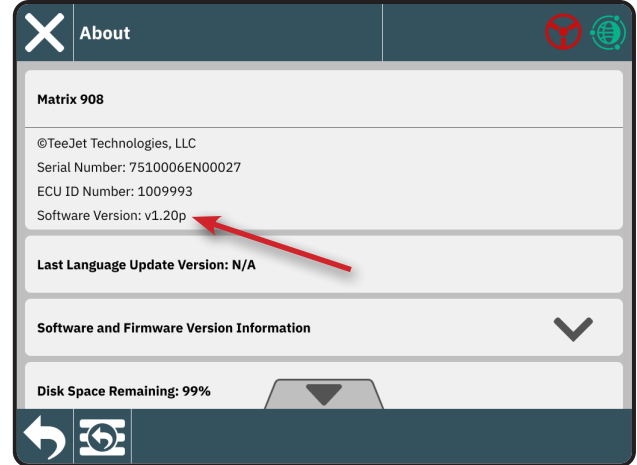 About
Matrix 908
©TeeJet Technologies, LLC
Serial Number: 7510006EN00027
ECU ID Number: 1009993
Software Version: v1.20p
Last Language Update Version: N/A
Software and Firmware Version Information
Disk Space Remaining: 99%